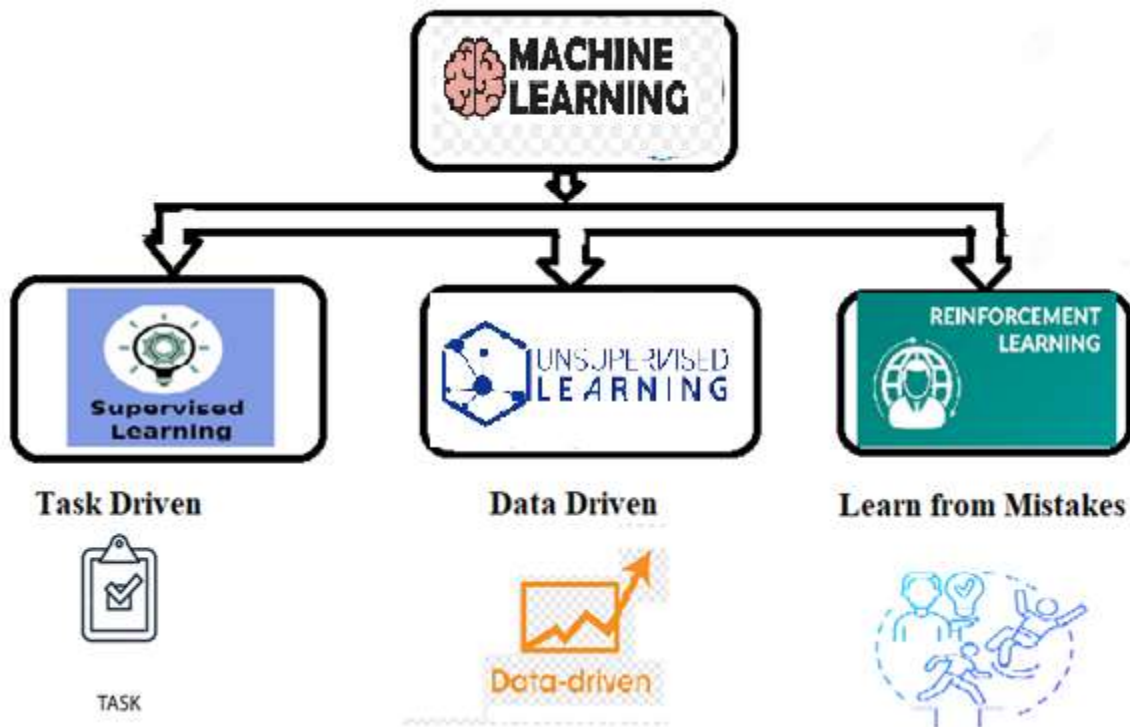 MACHINE
LEARNING
Supervised
Learning
UNSUPERVISED
LEARNING
REINFORCEMENT
LEARNING
Task Driven
Data Driven
Learn from Mistakes
TASK
Data-driven